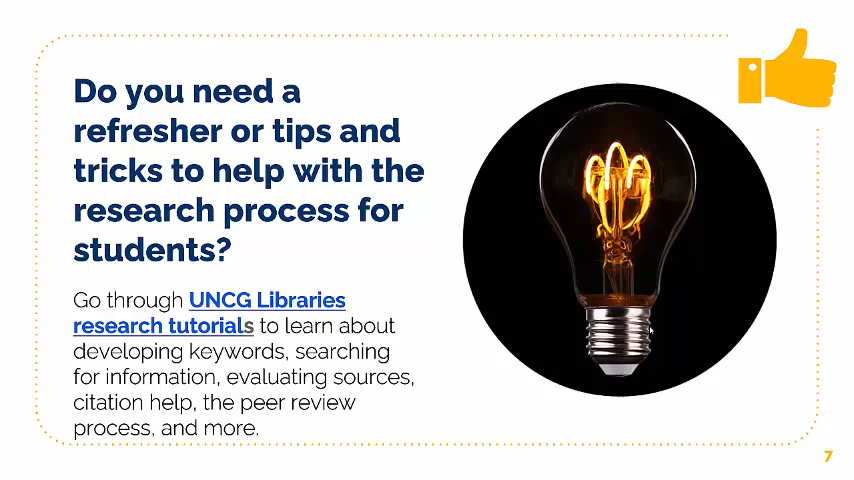 Do you need a
refresher or tips and
tricks to help with the
research process for
students?
Go through UNCG Libraries
research tutorials to learn about
developing keywords, searching
for information, evaluating sources,
citation help, the peer review
process, and more.
7